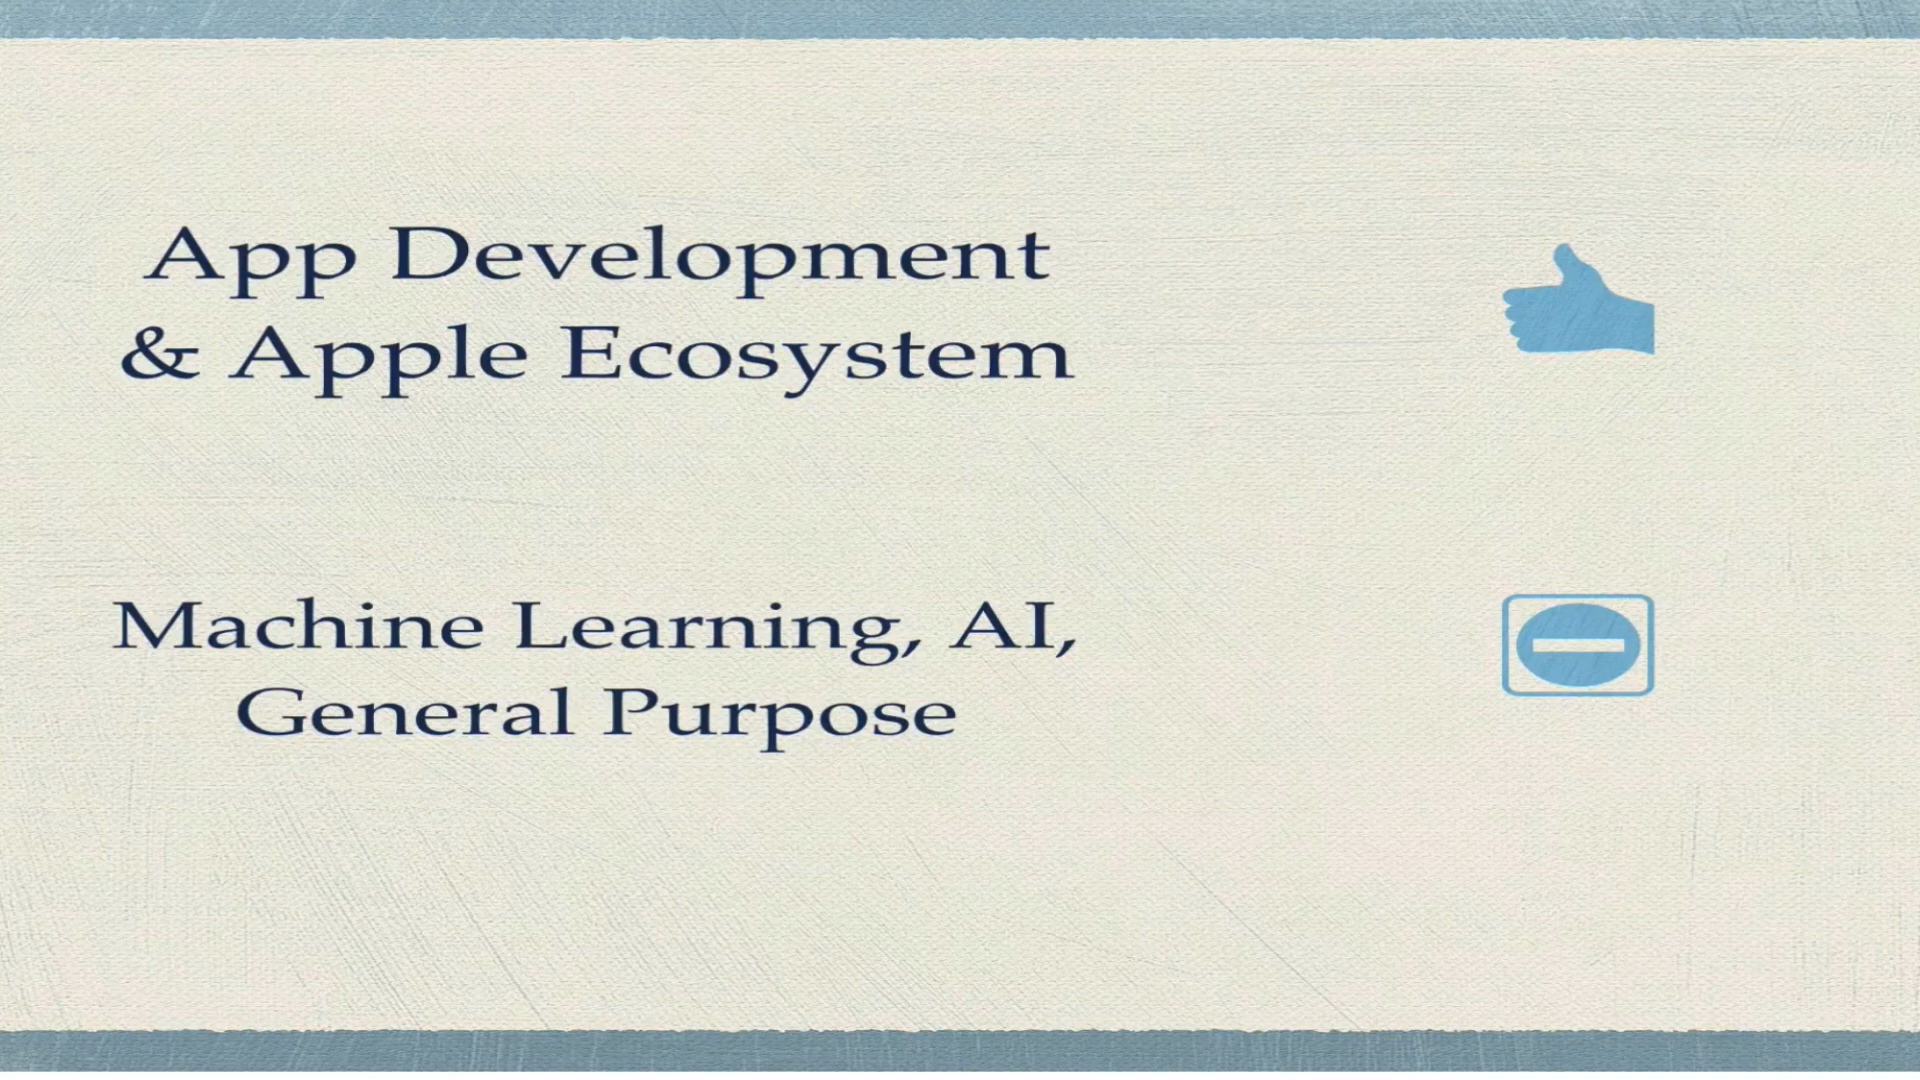 App Development
& Apple Ecosystem
Machine Learning, AI,
General Purpose